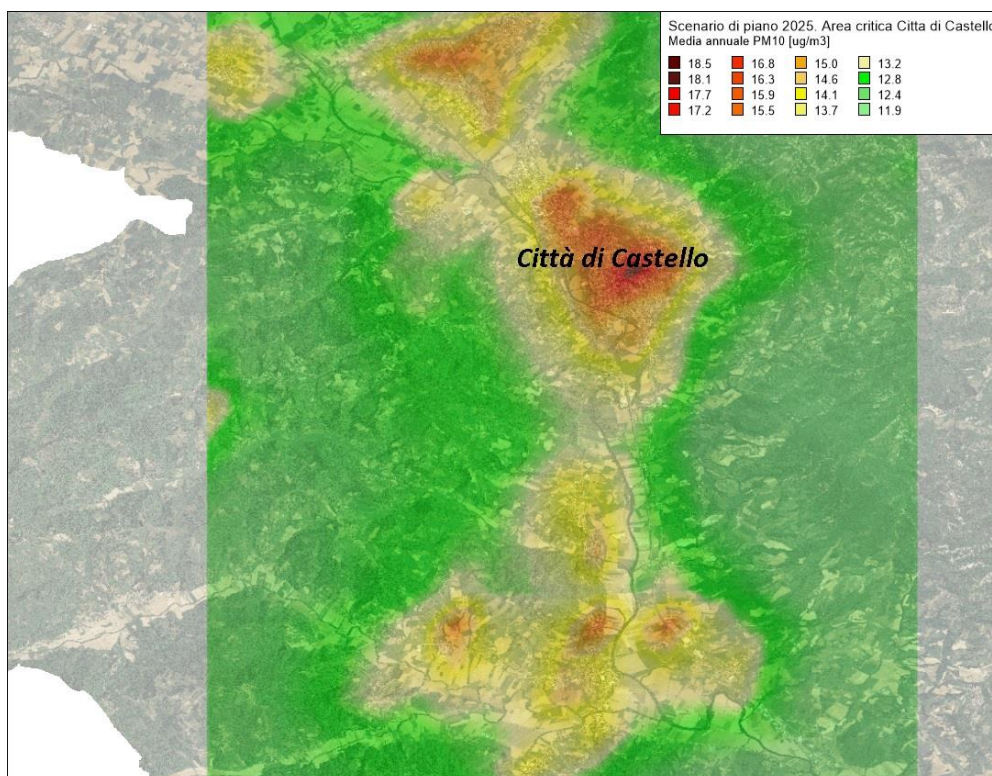 Scenario di piano 2025. Area critica Citta di Castello
Media annuale PM10 [ug/m3]
18.5 16.8 15.0 13.2
18.1 16.3 14.6 12.8
17.7 15.9 14.1 12.4
17.2 15.5 13.7 11.9
Città di Castello